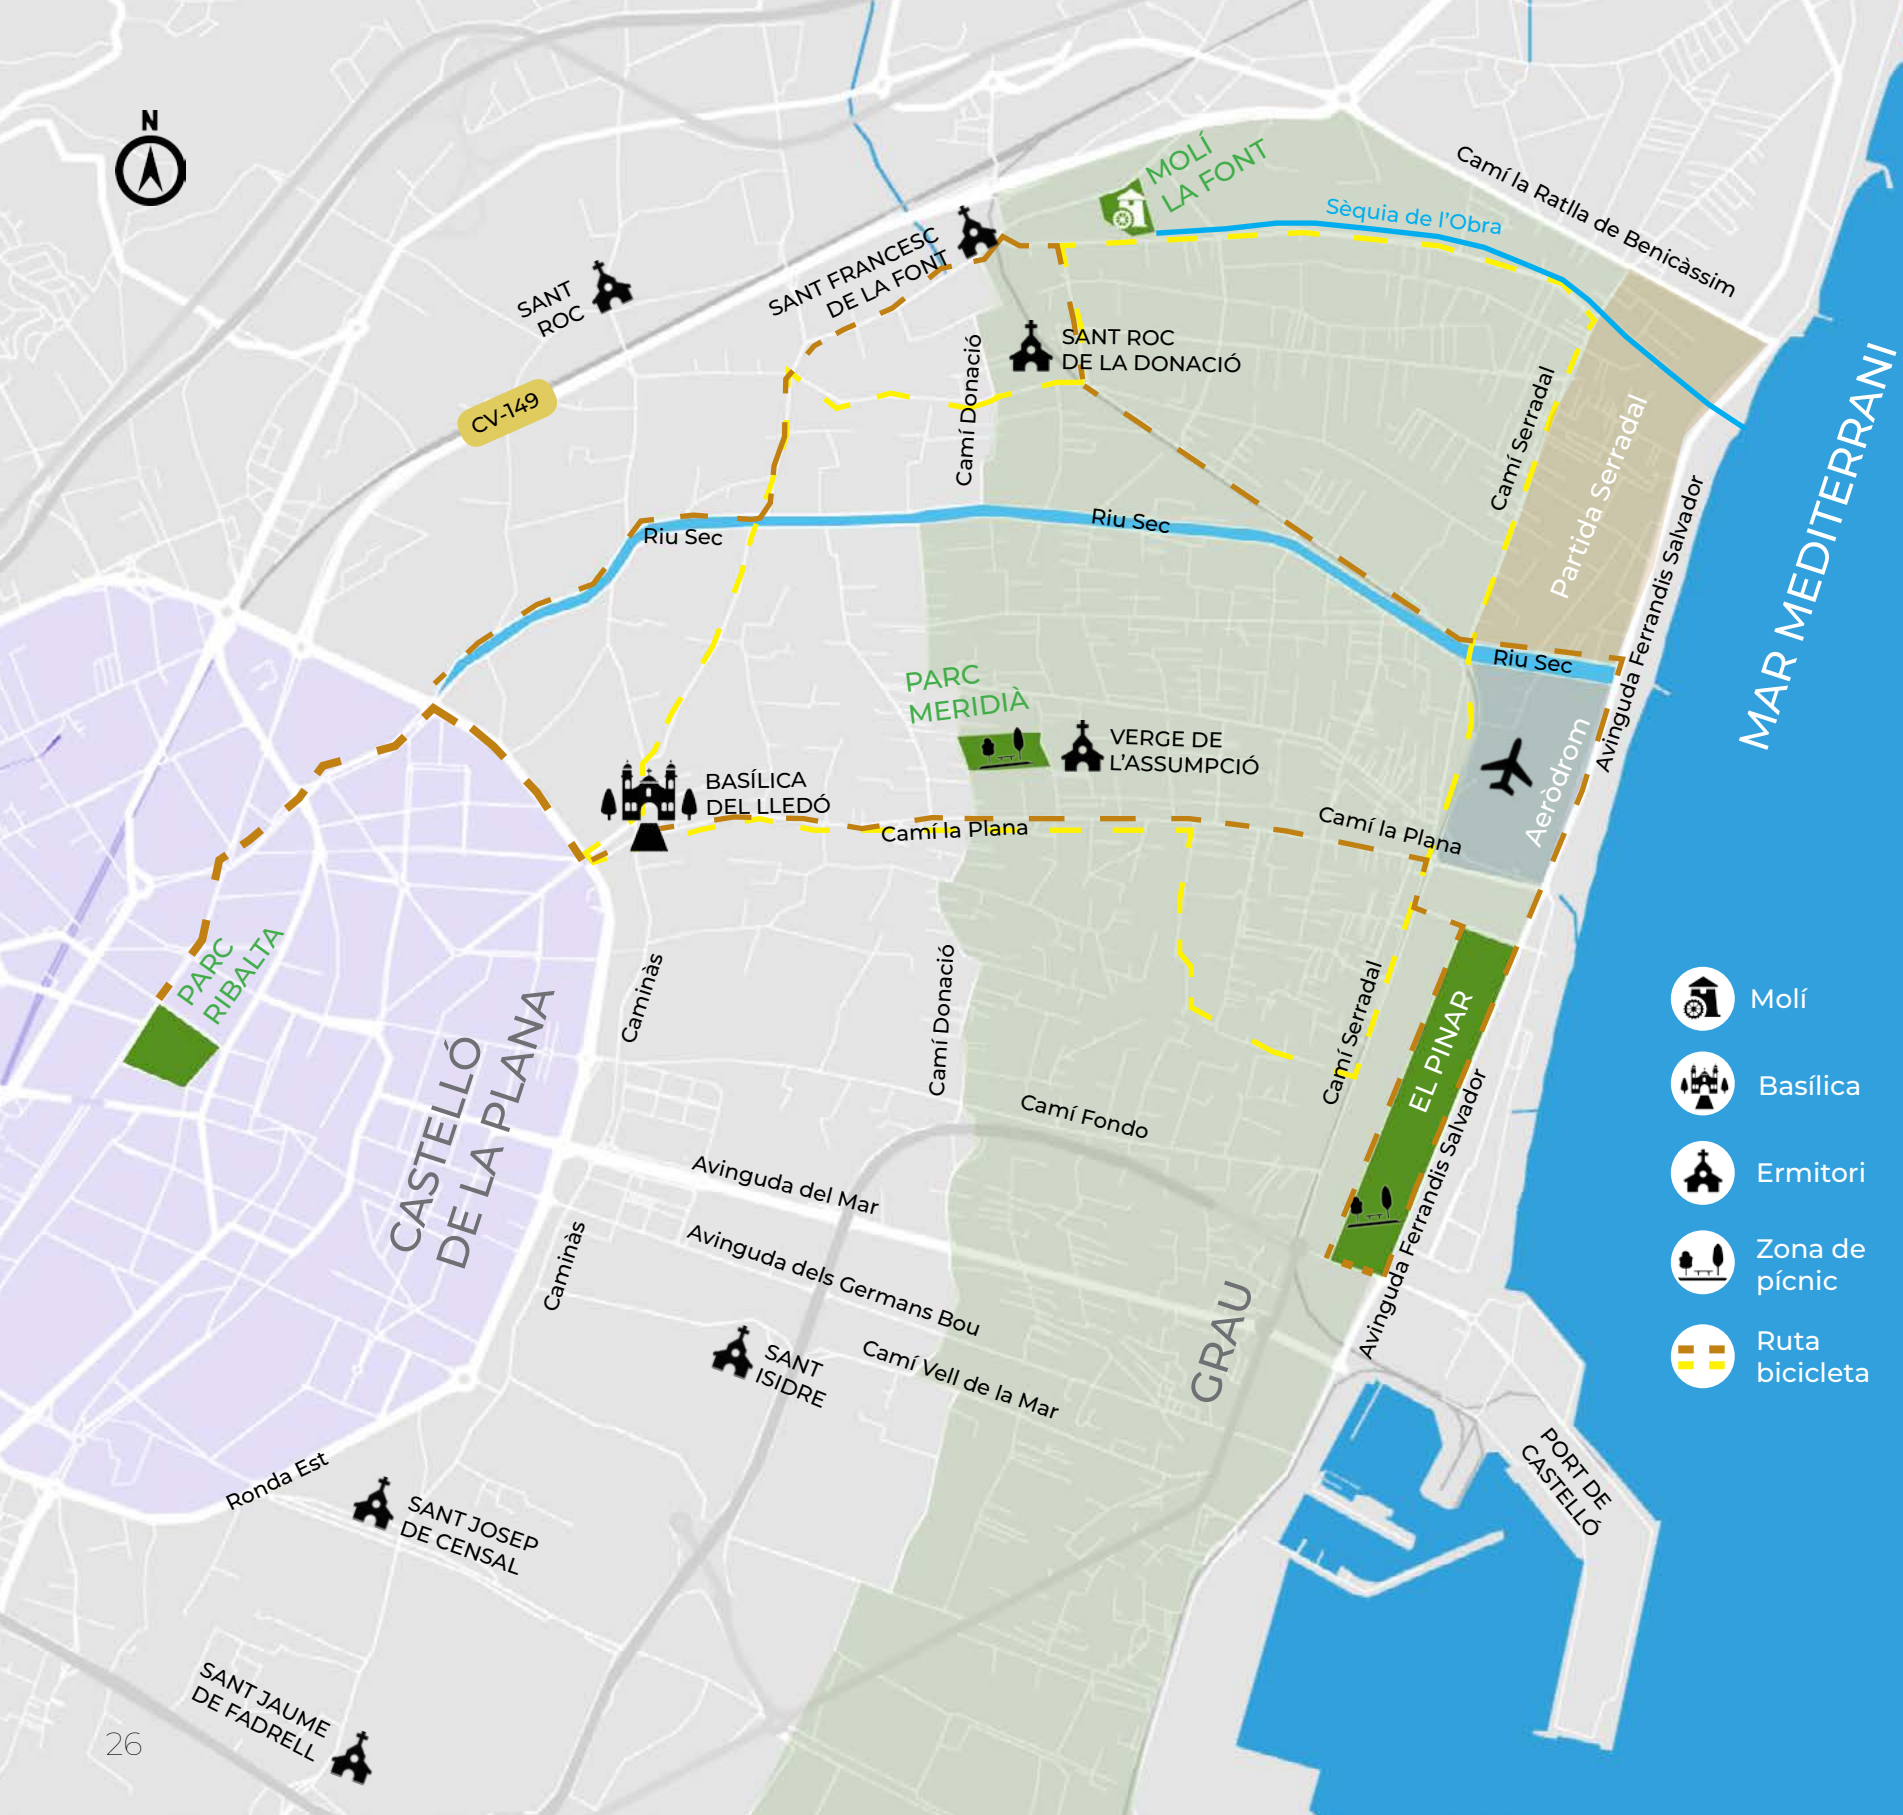 N
MOLÍ
LA FONT
Camí la Ratlla de Benicàssim
Sèquia de l'Obra
SANT FRANCESC
DE LA FONT
SANT
ROC
SANT ROC
DE LA DONACIÓ
CV-149
Camí Donació
Camí Serradal
Partida Serradal
MAR MEDITERRANI
Avinguda Ferrandis Salvador
Riu Sec
Riu Sec
Riu Sec
PARC
MERIDIÀ
VERGE DE
L'ASSUMPCIÓ
BASÍLICA
DEL LLEDÓ
Aeròdrom
Camí la Plana
Camí la Plana
PARC
RIBALTA
Caminàs
Camí Donació
Camí Serradal
EL PINAR
Avinguda Ferrandis Salvador
CASTELLÓ
DE LA PLANA
Camí Fondo
Avinguda del Mar
Avinguda dels Germans Bou
Caminàs
Avinguda Ferrandis Salvador
GRAU
SANT
ISIDRE
Camí Vell de la Mar
PORT DE
CASTELLÓ
Ronda Est
SANT JOSEP
DE CENSAL
SANT JAUME
DE FADRELL
Molí
Basílica
Ermitori
Zona de
pícnic
Ruta
bicicleta
26